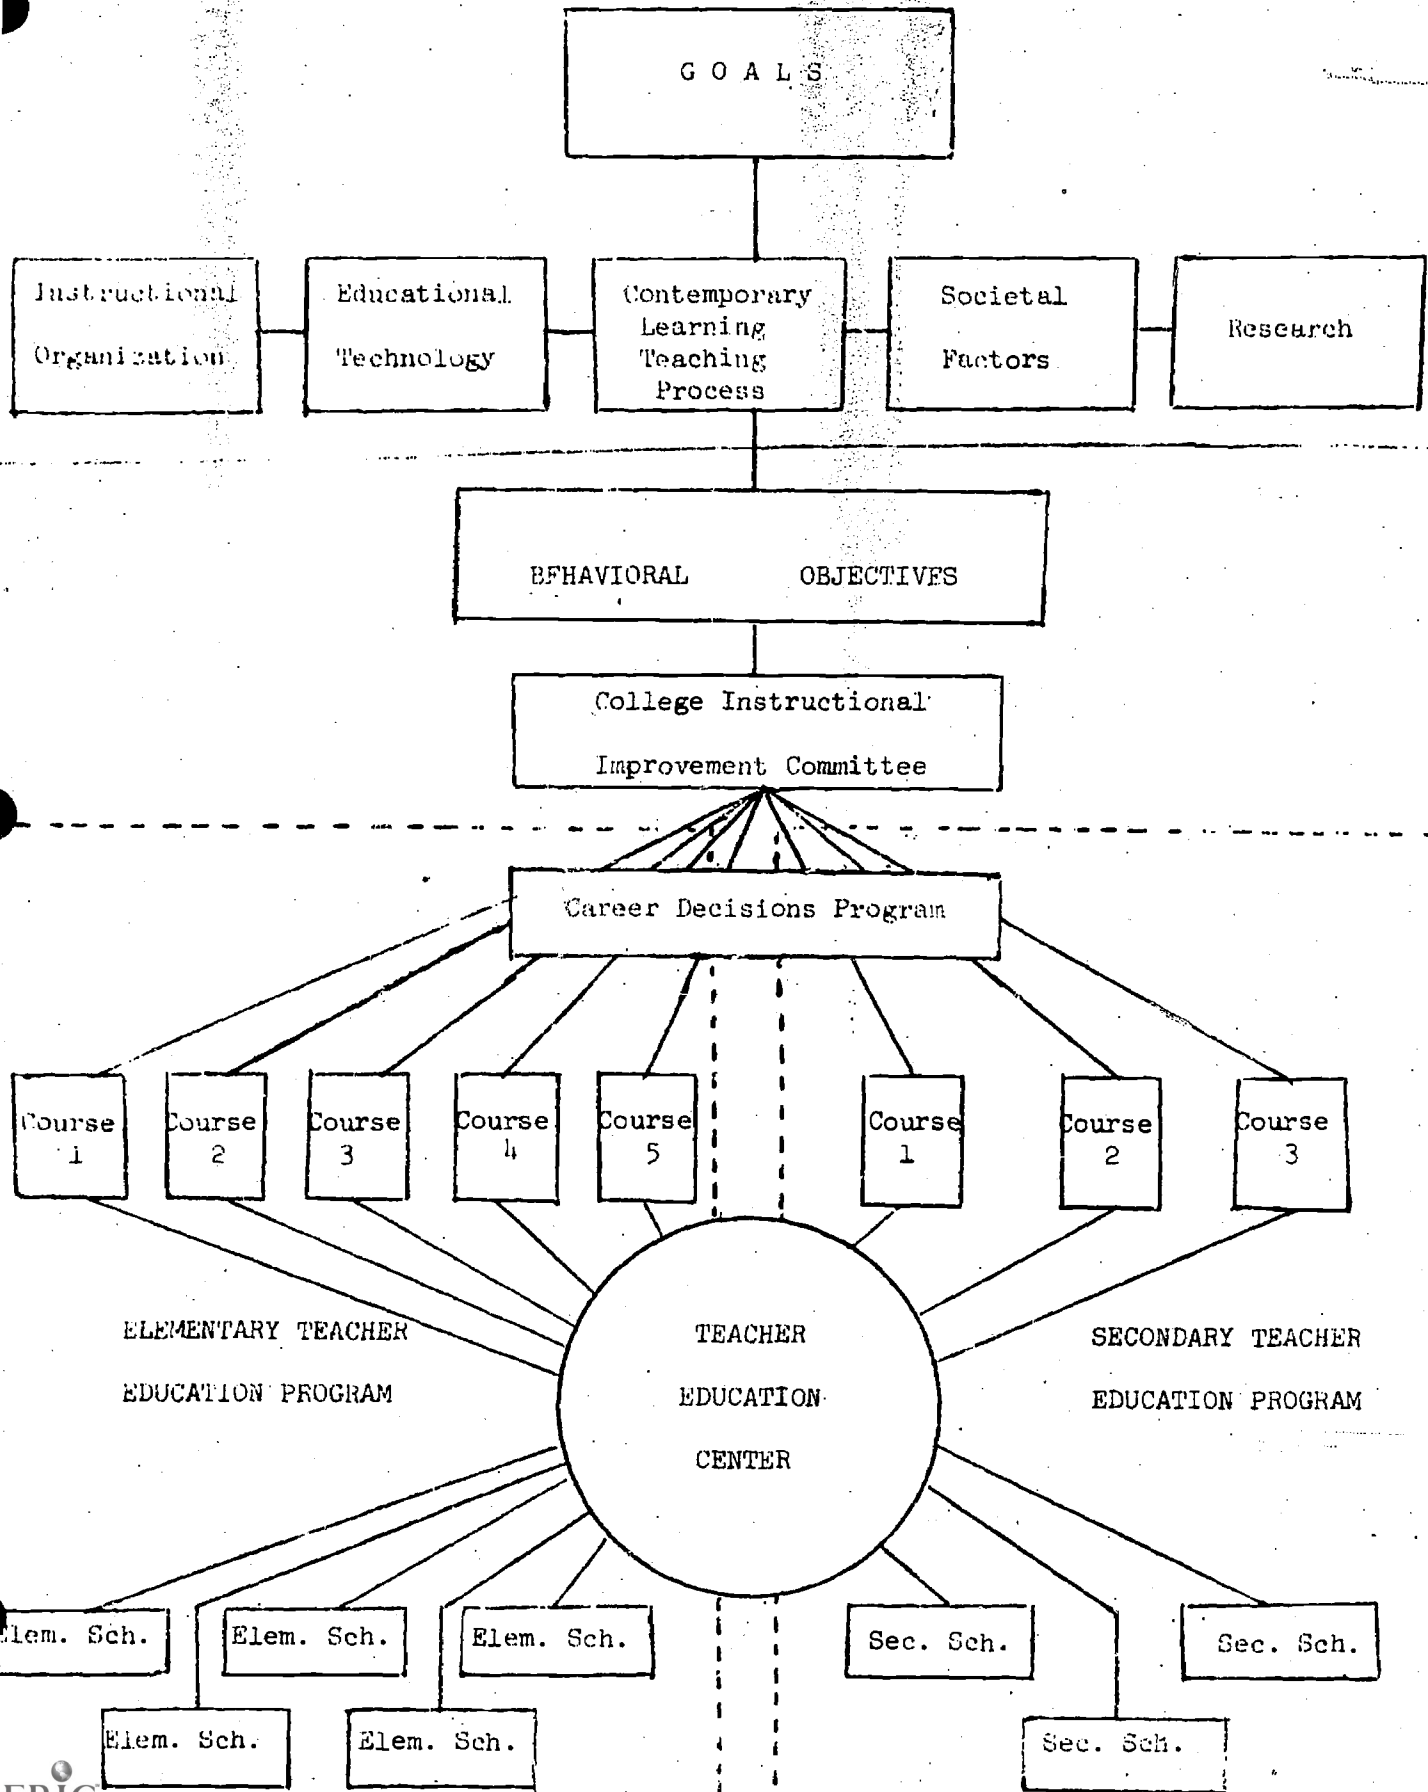 G O A L S
Instructional
Organization
Educational
Technology
Contemporary
Learning
Teaching
Process
Societal
Factors
Research
BEHAVIORAL OBJECTIVES
College Instructional
Improvement Committee
Career Decisions Program
Course
1
Course
2
Course
3
Course
4
Course
5
Course
1
Course
2
Course
3
ELEMENTARY TEACHER
EDUCATION PROGRAM
TEACHER
EDUCATION
CENTER
SECONDARY TEACHER
EDUCATION PROGRAM
Elem. Sch.
Elem. Sch.
Elem. Sch.
Sec. Sch.
Sec. Sch.
Elem. Sch.
Elem. Sch.
Sec. Sch.
ERIC